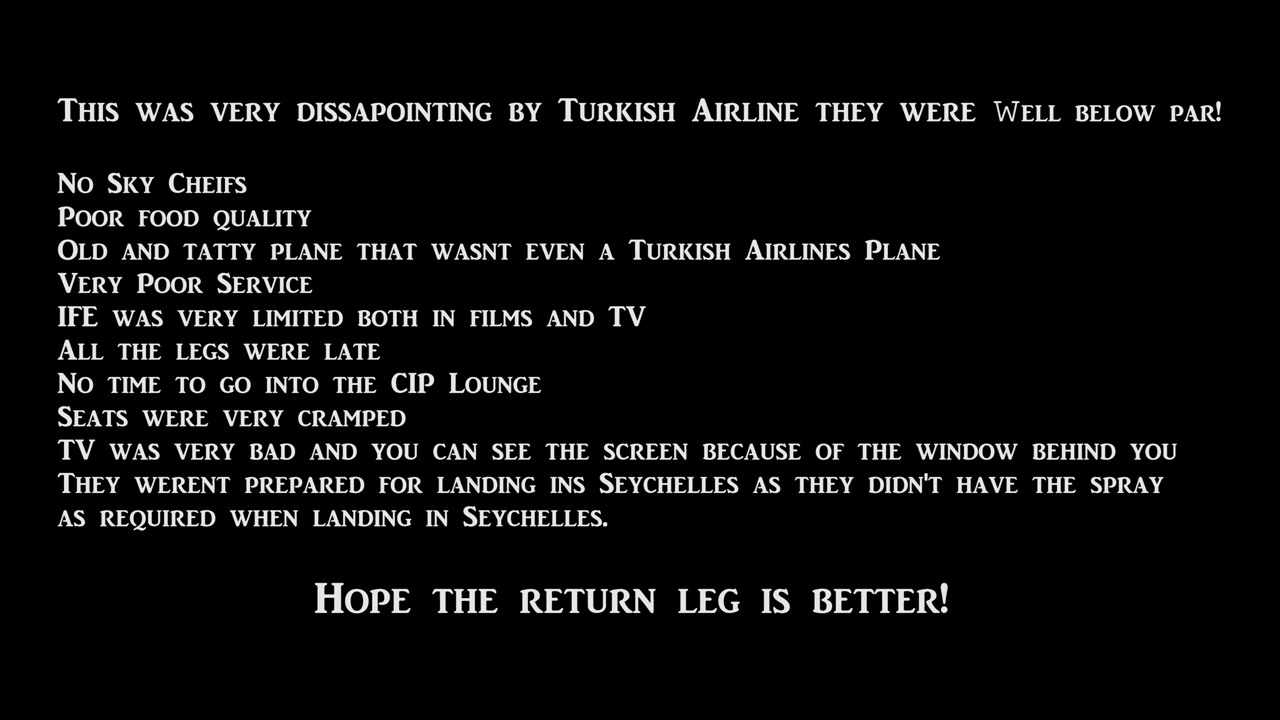 This was very dissapointing by Turkish Airline they were Well below par!
No Sky Cheifs
Poor food quality
Old and tatty plane that wasnt even a Turkish Airlines Plane
Very Poor Service
IFE was very limited both in films and TV
All the legs were late
No time to go into the CIP Lounge
Seats were very cramped
TV was very bad and you can see the screen because of the window behind you
They werent prepared for landing ins Seychelles as they didn't have the spray
as required when landing in Seychelles.
Hope the return leg is better!